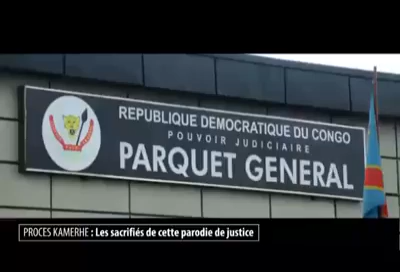 REPUBLIQUE DEMOCRATIQUE DU CONGO
POUVOIR JUDICIAIRE
PARQUET GENERAL
PROCES KAMERHE : Les sacrifiés de cette parodie de justice